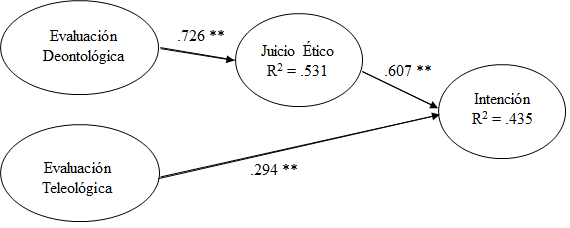 Evaluación
Deontológica
.726 **
Juicio Ético
R² = .531
.607 **
Intención
R² = .435
Evaluación
Teleológica
.294 **